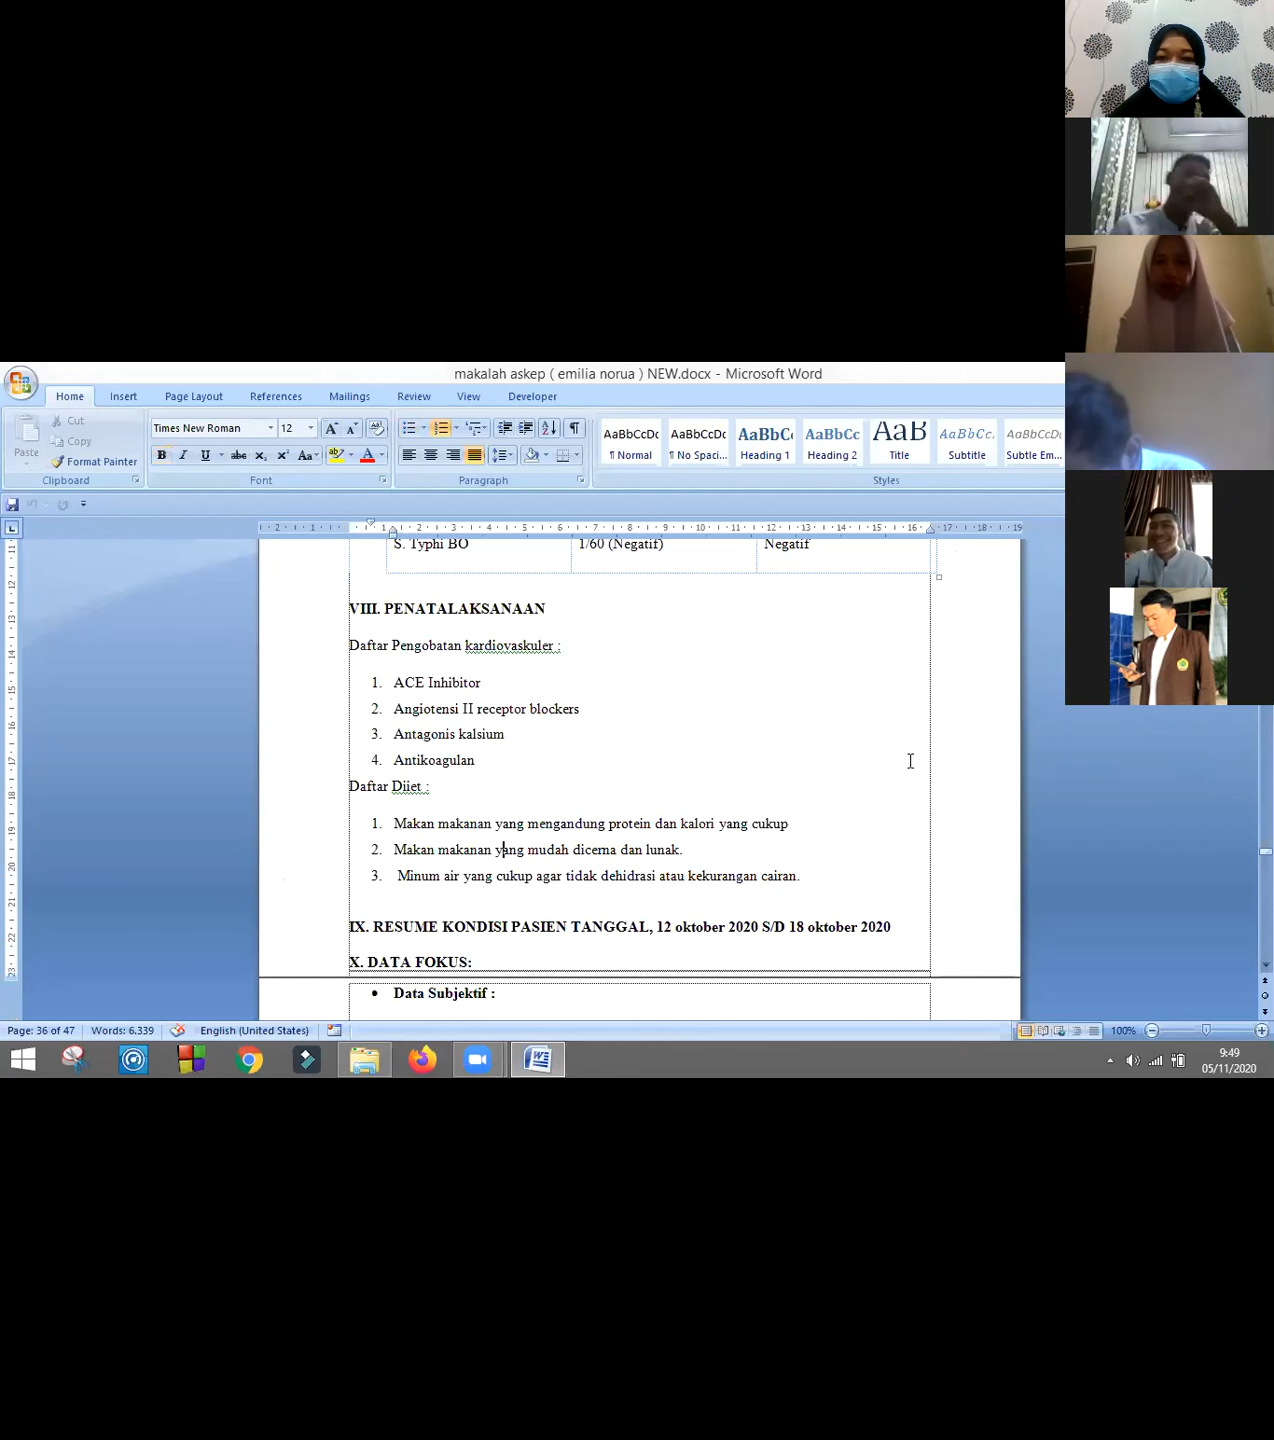 makalah askep ( emilia norua ) NEW.docx - Microsoft Word
Home Insert Page Layout References Mailings Review View Developer
Paste
Cut
Copy
Format Painter
Clipboard
Times New Roman 12
Font
Paragraph
AaBbCcDc AaBbCcDc AaBbCc AaBbCc AaB AaBbCc. AaBbCcDc
¶ Normal ¶ No Spaci... Heading 1 Heading 2 Title Subtitle Subtle Em...
Styles
S. Typhi BO 1/60 (Negatif) Negatif
VIII. PENATALAKSANAAN
Daftar Pengobatan kardiovaskuler :
1. ACE Inhibitor
2. Angiotensi II receptor blockers
3. Antagonis kalsium
4. Antikoagulan
Daftar Diiet :
1. Makan makanan yang mengandung protein dan kalori yang cukup
2. Makan makanan yang mudah dicerna dan lunak.
3. Minum air yang cukup agar tidak dehidrasi atau kekurangan cairan.
IX. RESUME KONDISI PASIEN TANGGAL, 12 oktober 2020 S/D 18 oktober 2020
X. DATA FOKUS:
• Data Subjektif :
Page: 36 of 47 Words: 6.339 English (United States) 100%
9:49
05/11/2020